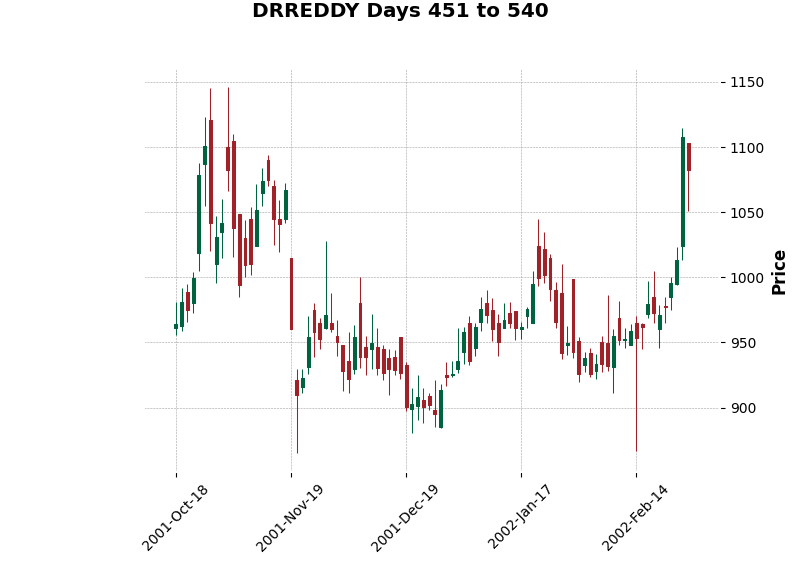 DRREDDY Days 451 to 540
1150
1100
1050
1000
950
900
Price
2001-Oct-18
2001-Nov-19
2001-Dec-19
2002-Jan-17
2002-Feb-14